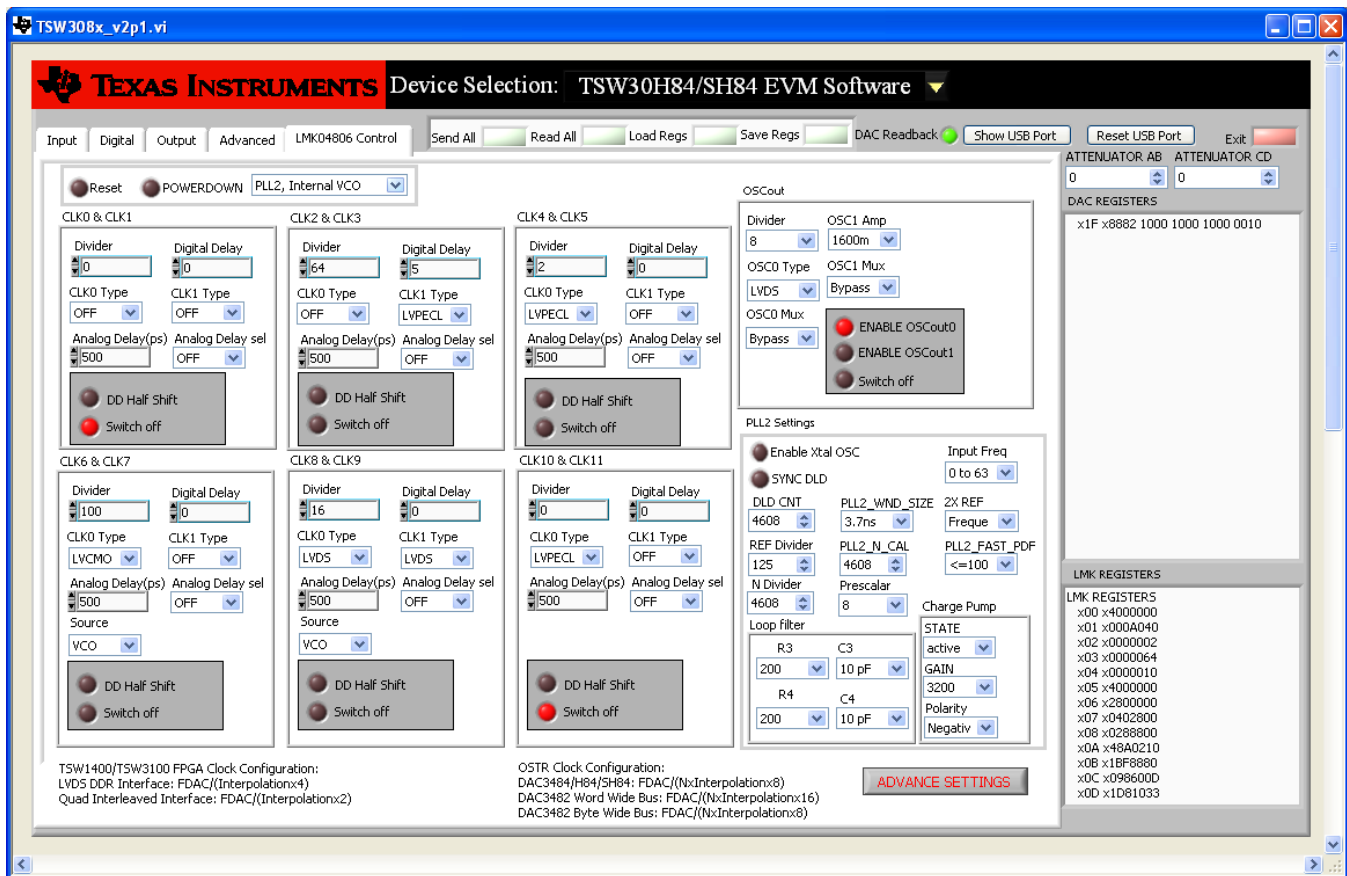 TSW308x_v2p1.vi
TEXAS INSTRUMENTS Device Selection: TSW30H84/SH84 EVM Software
Input Digital Output Advanced LMK04806 Control Send All Read All Load Regs Save Regs DAC Readback Show USB Port Reset USB Port Exit
ATTENUATOR AB ATTENUATOR CD
0 0
Reset POWERDOWN PLL2, Internal VCO
CLK0 & CLK1
Divider Digital Delay
0 0
CLK0 Type CLK1 Type
OFF OFF
Analog Delay(ps) Analog Delay sel
500 OFF
DD Half Shift
Switch off
CLK2 & CLK3
Divider Digital Delay
64 5
CLK0 Type CLK1 Type
OFF LVPECL
Analog Delay(ps) Analog Delay sel
500 OFF
DD Half Shift
Switch off
CLK4 & CLK5
Divider Digital Delay
2 0
CLK0 Type CLK1 Type
LVPECL OFF
Analog Delay(ps) Analog Delay sel
500 OFF
DD Half Shift
Switch off
OSCout
Divider OSC1 Amp
8 1600m
OSC0 Type OSC1 Mux
LVDS Bypass
OSC0 Mux
Bypass
ENABLE OSCout0
ENABLE OSCout1
Switch off
CLK6 & CLK7
Divider Digital Delay
100 0
CLK0 Type CLK1 Type
LVCMO OFF
Analog Delay(ps) Analog Delay sel
500 OFF
Source
VCO
DD Half Shift
Switch off
CLK8 & CLK9
Divider Digital Delay
16 0
CLK0 Type CLK1 Type
LVDS LVDS
Analog Delay(ps) Analog Delay sel
500 OFF
Source
VCO
DD Half Shift
Switch off
CLK10 & CLK11
Divider Digital Delay
0 0
CLK0 Type CLK1 Type
LVPECL OFF
Analog Delay(ps) Analog Delay sel
500 OFF
DD Half Shift
Switch off
PLL2 Settings
Enable Xtal OSC Input Freq
SYNC DLD 0 to 63
DLD CNT PLL2_WND_SIZE 2X REF
4608 3.7ns Freque
REF Divider PLL2_N_CAL PLL2_FAST_PDF
125 4608 <=100
N Divider Prescalar
4608 8
Loop filter
R3 C3
200 10 pF
R4 C4
200 10 pF
Charge Pump
STATE
active
GAIN
3200
Polarity
Negativ
TSW1400/TSW3100 FPGA Clock Configuration:
LVDS DDR Interface: FDAC/(Interpolationx4)
Quad Interleaved Interface: FDAC/(Interpolationx2)
OSTR Clock Configuration:
DAC3484/H84/SH84: FDAC/(NxInterpolationx8)
DAC3482 Word Wide Bus: FDAC/(NxInterpolationx16)
DAC3482 Byte Wide Bus: FDAC/(NxInterpolationx8)
ADVANCE SETTINGS
DAC REGISTERS
x1F x8882 1000 1000 1000 0010
LMK REGISTERS
LMK REGISTERS
x00 x4000000
x01 x000A040
x02 x0000002
x03 x0000064
x04 x0000010
x05 x4000000
x06 x2800000
x07 x0402800
x08 x0288800
x0A x48A0210
x0B x1BF8880
x0C x098600D
x0D x1D81033